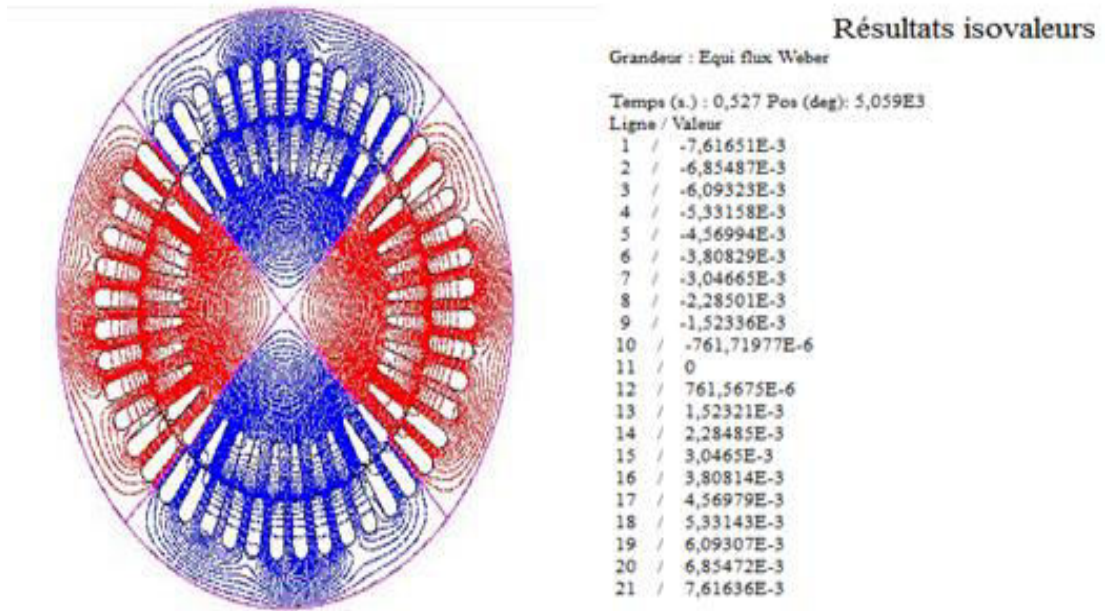 Résultats isovaleurs
Grandeur : Equi flux Weber
Temps (s.) : 0,527 Pos (deg): 5,059E3
Ligne / Valeur
1 / -7,61651E-3
2 / -6,85487E-3
3 / -6,09323E-3
4 / -5,33158E-3
5 / -4,56994E-3
6 / -3,80829E-3
7 / -3,04665E-3
8 / -2,28501E-3
9 / -1,52336E-3
10 / -761,71977E-6
11 / 0
12 / 761,5675E-6
13 / 1,52321E-3
14 / 2,28485E-3
15 / 3,0465E-3
16 / 3,80814E-3
17 / 4,56979E-3
18 / 5,33143E-3
19 / 6,09307E-3
20 / 6,85472E-3
21 / 7,61636E-3